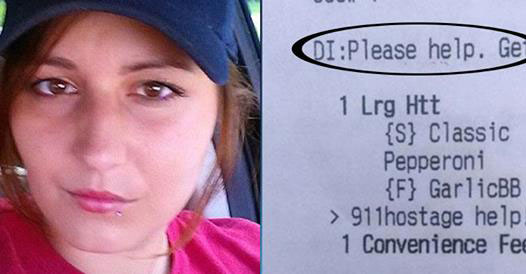 DI:Please help. Get
1 Lrg Htt
{S} Classic
Pepperoni
{F} GarlicBB
> 911hostage help.
1 Convenience Fee